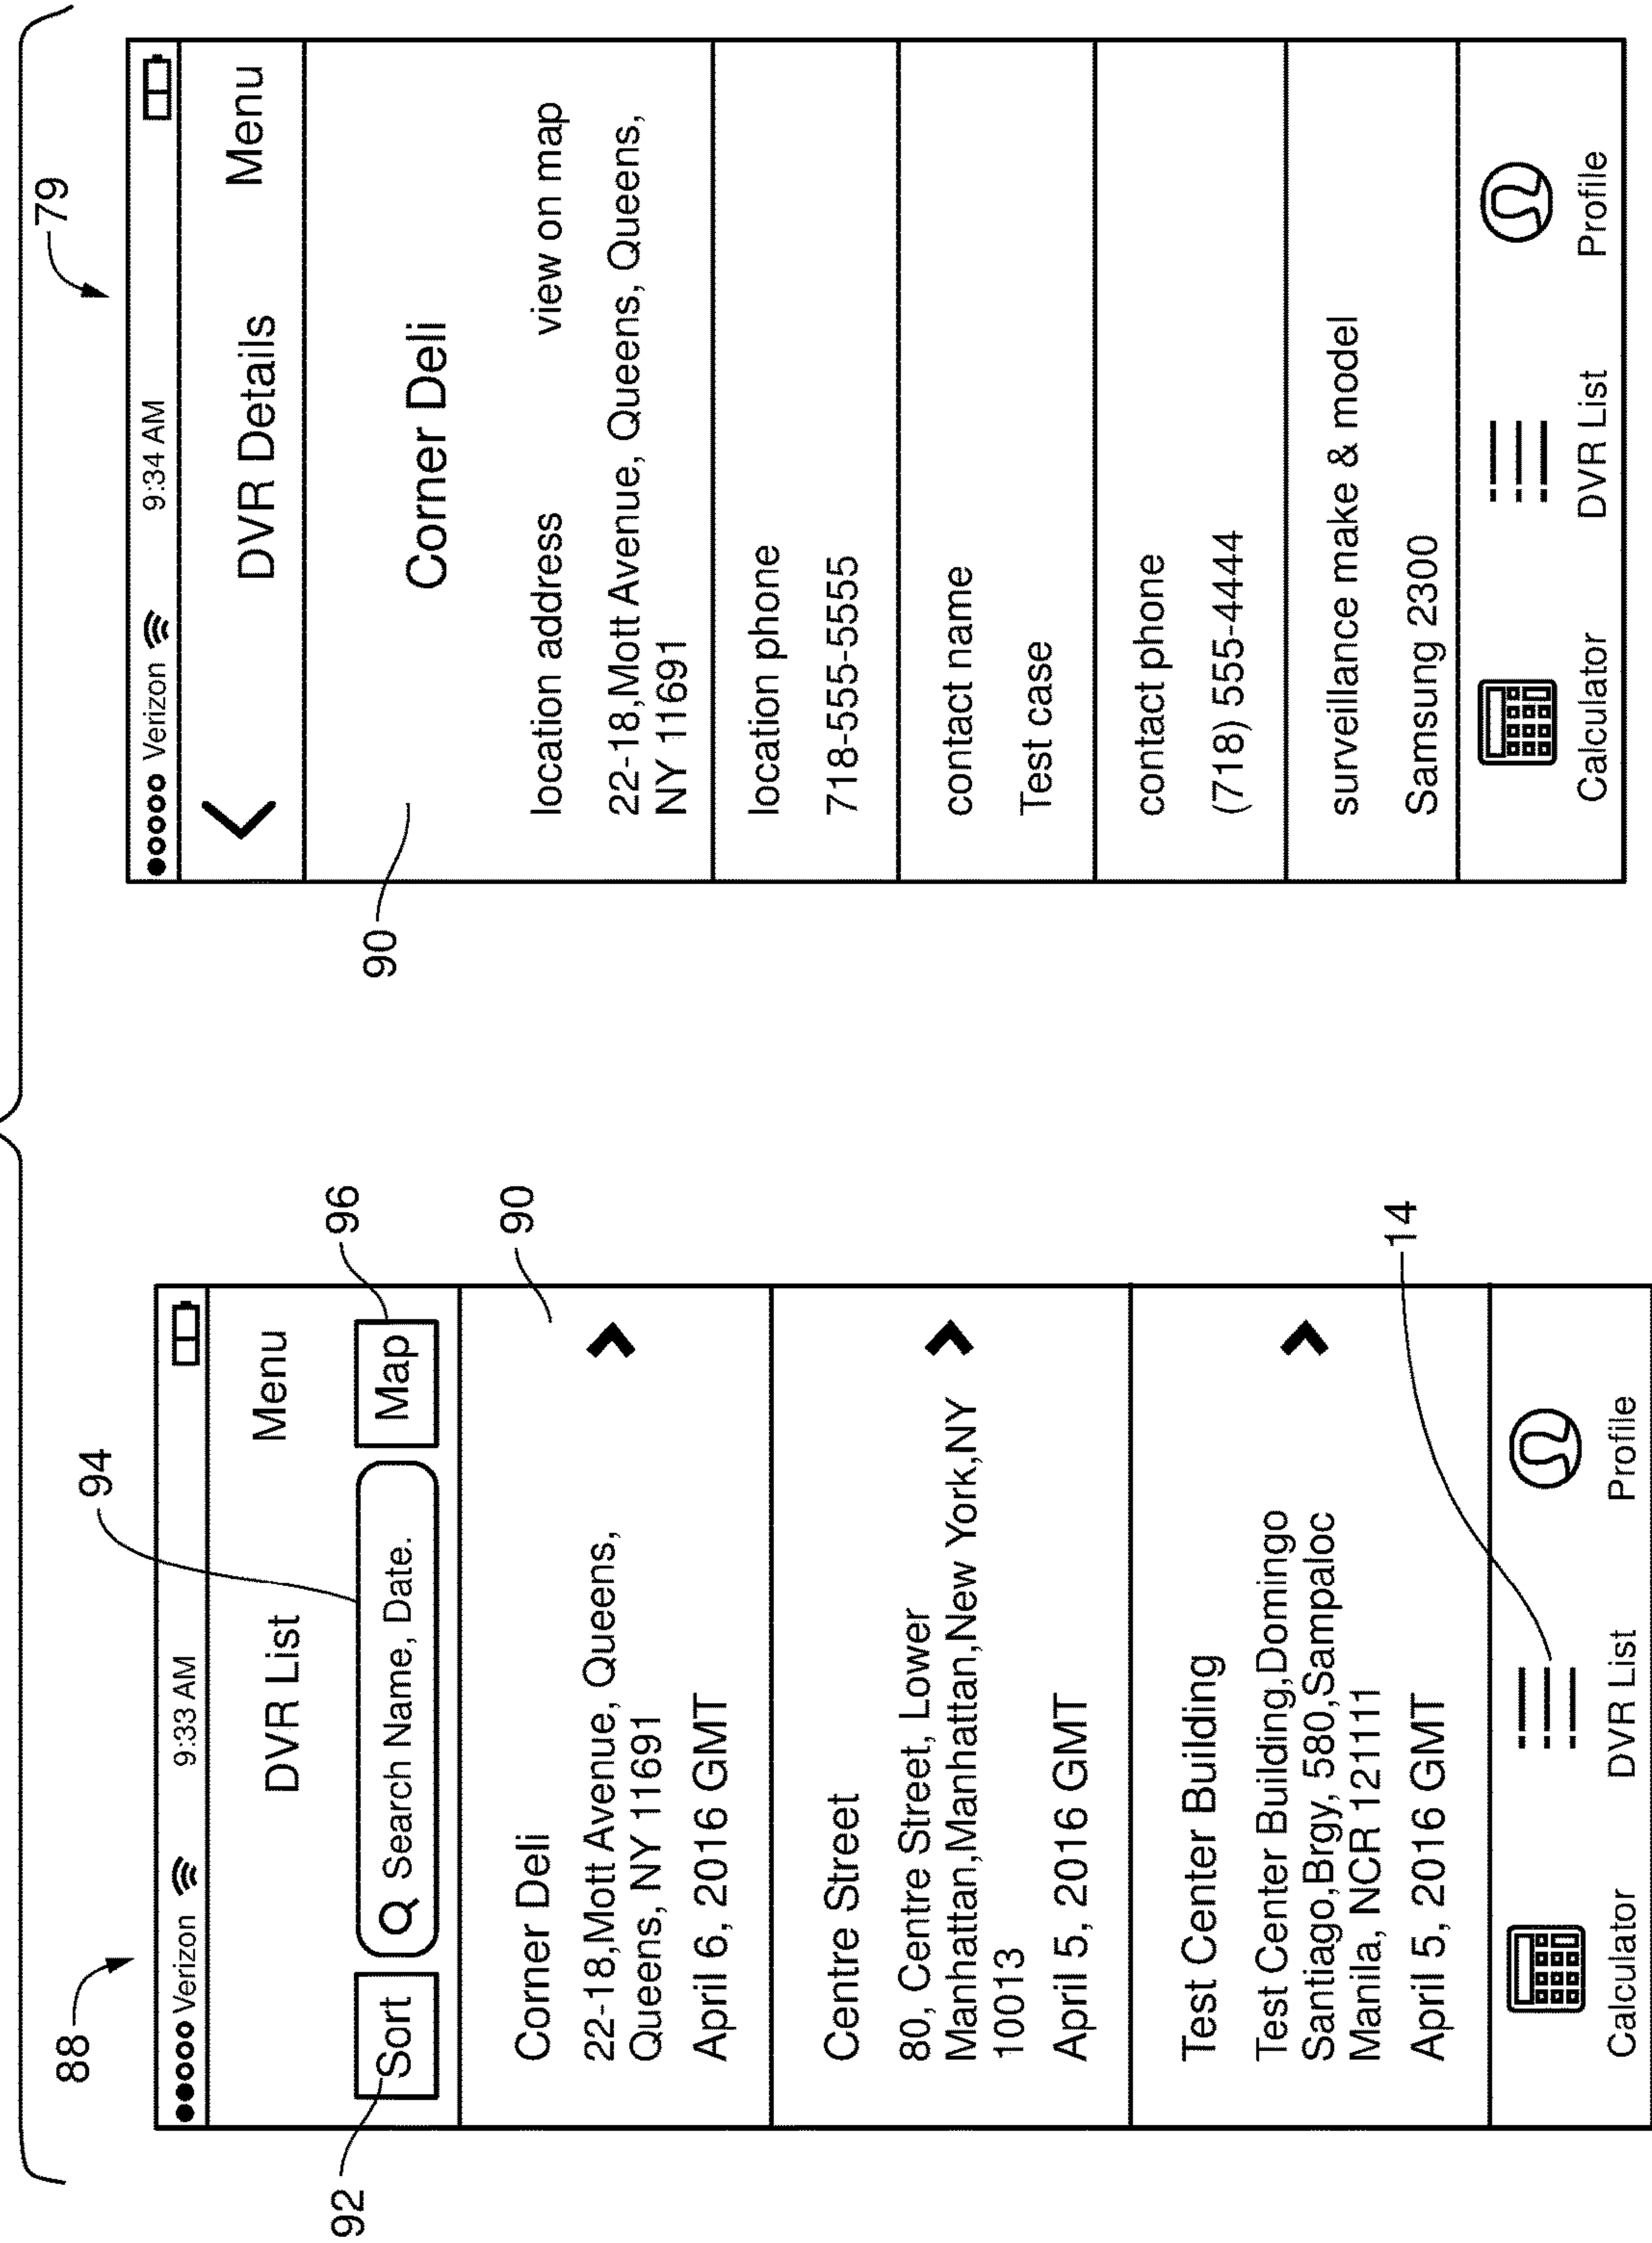 88
Verizon 9:33 AM
DVR List Menu
92
94
96
Sort Search Name, Date. Map
90
Corner Deli
22-18,Mott Avenue, Queens,
Queens, NY 11691
April 6, 2016 GMT
Centre Street
80, Centre Street, Lower
Manhattan,Manhattan,New York,NY
10013
April 5, 2016 GMT
Test Center Building
Test Center Building,Domingo
Santiago,Brgy, 580,Sampaloc
Manila, NCR 121111
April 5, 2016 GMT
14
Calculator DVR List Profile
79
Verizon 9:34 AM
DVR Details Menu
90
Corner Deli
location address view on map
22-18,Mott Avenue, Queens, Queens,
NY 11691
location phone
718-555-5555
contact name
Test case
contact phone
(718) 555-4444
surveillance make & model
Samsung 2300
Calculator DVR List Profile